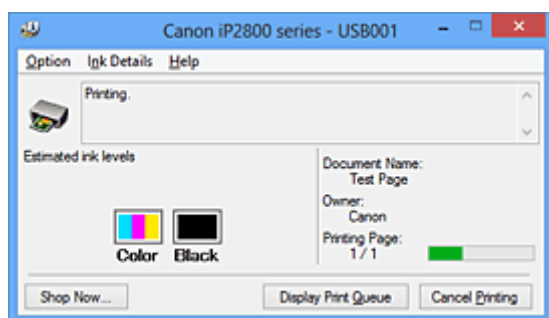 Canon iP2800 series - USB001
Option Ink Details Help
Printing.
Estimated ink levels
Document Name:
Test Page
Owner:
Canon
Printing Page:
1 / 1
Color Black
Shop Now... Display Print Queue Cancel Printing